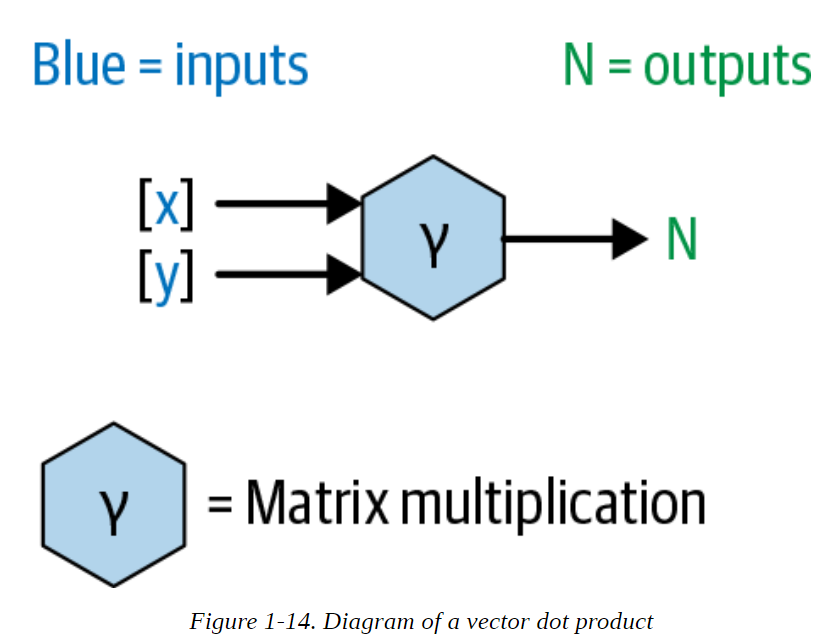 Blue = inputs
N = outputs
[x]
[y]
γ
N
γ
= Matrix multiplication
Figure 1-14. Diagram of a vector dot product